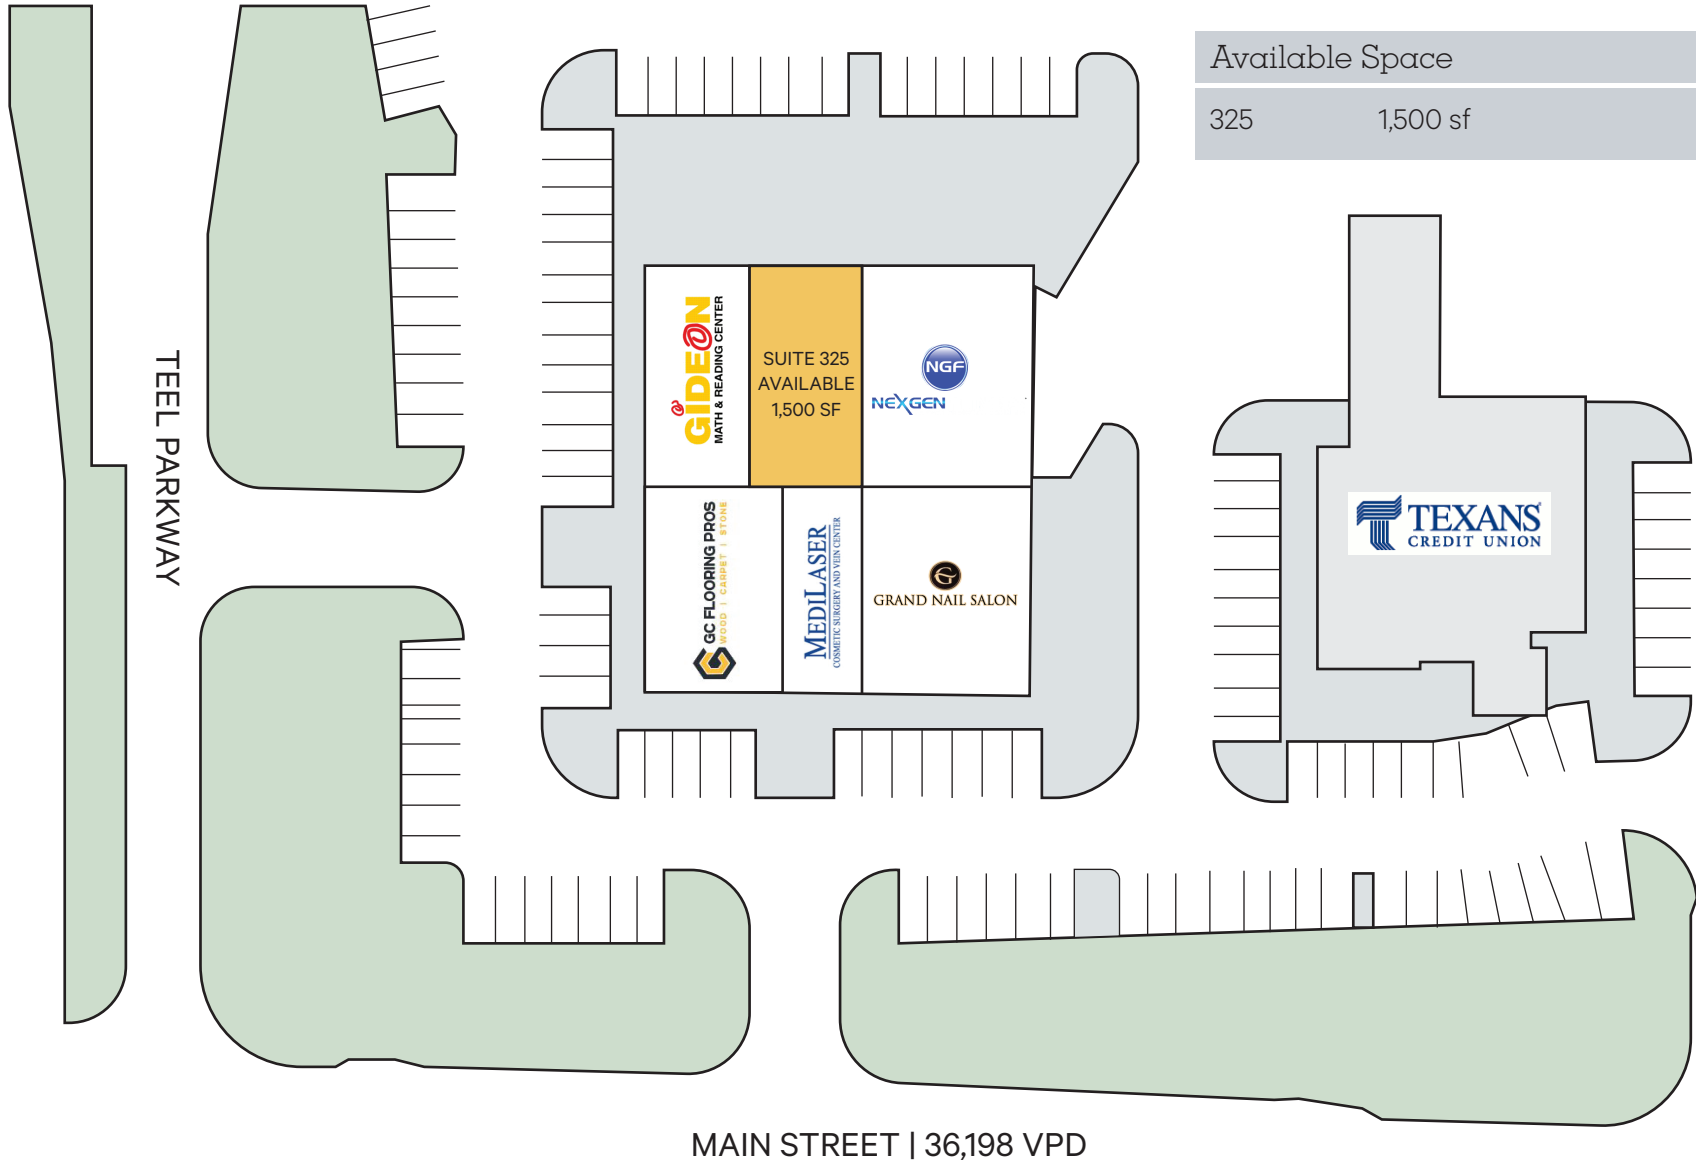 Available Space
325 1,500 sf
TEEL PARKWAY
GiDE@N
MATH & READING CENTER
SUITE 325
AVAILABLE
1,500 SF
NGF
NEXGEN
GC FLOORING PROS
WOOD | CARPET | STONE
MEDILASER
COSMETIC SURGERY AND VEIN CENTER
G
GRAND NAIL SALON
TEXANS
CREDIT UNION
MAIN STREET | 36,198 VPD